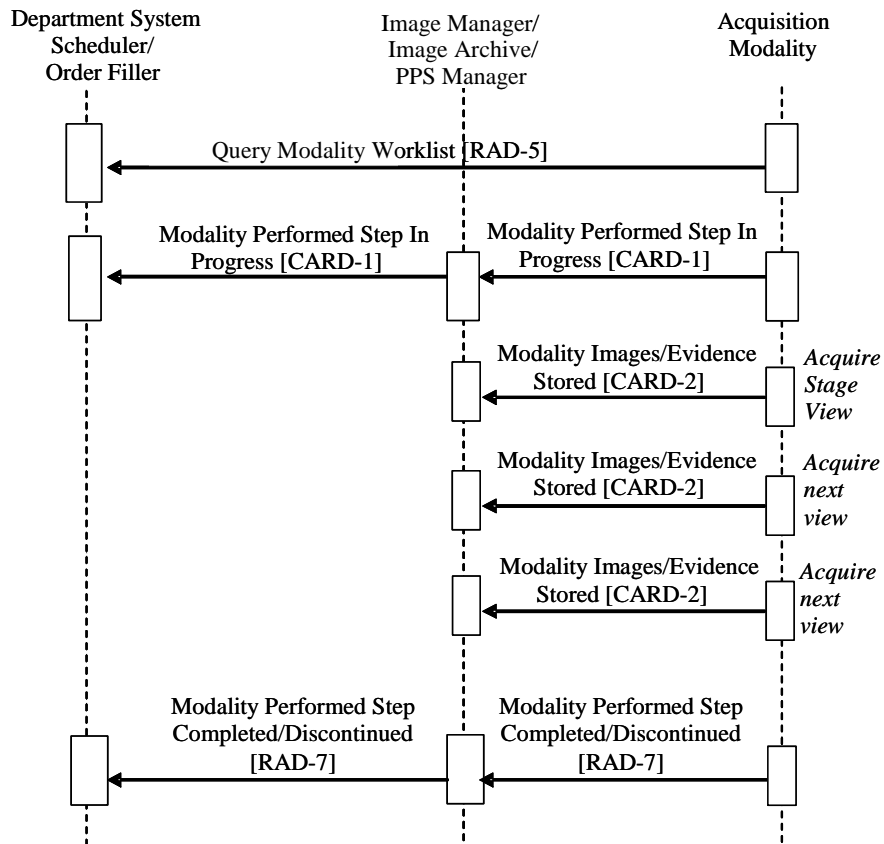 Department System
Scheduler/
Order Filler
Image Manager/
Image Archive/
PPS Manager
Acquisition
Modality
Query Modality Worklist [RAD-5]
Modality Performed Step In
Progress [CARD-1]
Modality Performed Step In
Progress [CARD-1]
Modality Images/Evidence
Stored [CARD-2]
Acquire
Stage
View
Modality Images/Evidence
Stored [CARD-2]
Acquire
next
view
Modality Images/Evidence
Stored [CARD-2]
Acquire
next
view
Modality Performed Step
Completed/Discontinued
[RAD-7]
Modality Performed Step
Completed/Discontinued
[RAD-7]